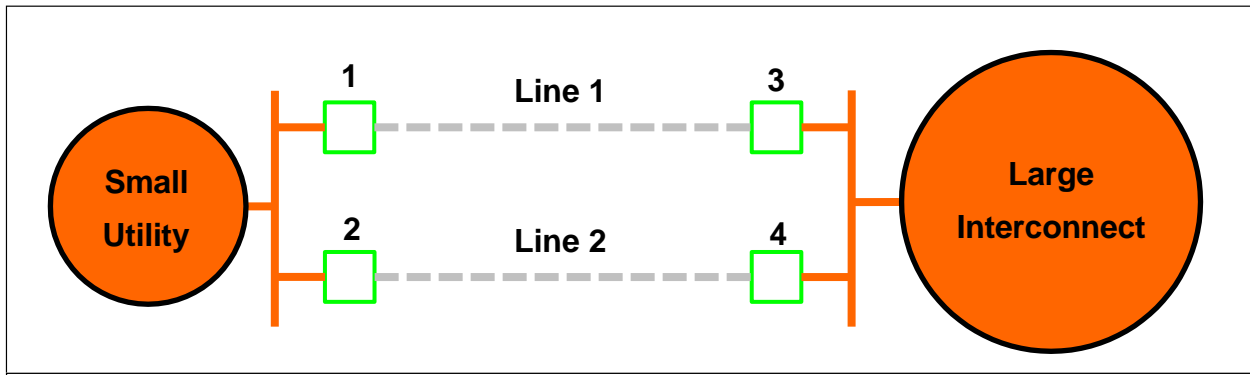 1
Line 1
3
Small
Utility
Large
Interconnect
2
Line 2
4